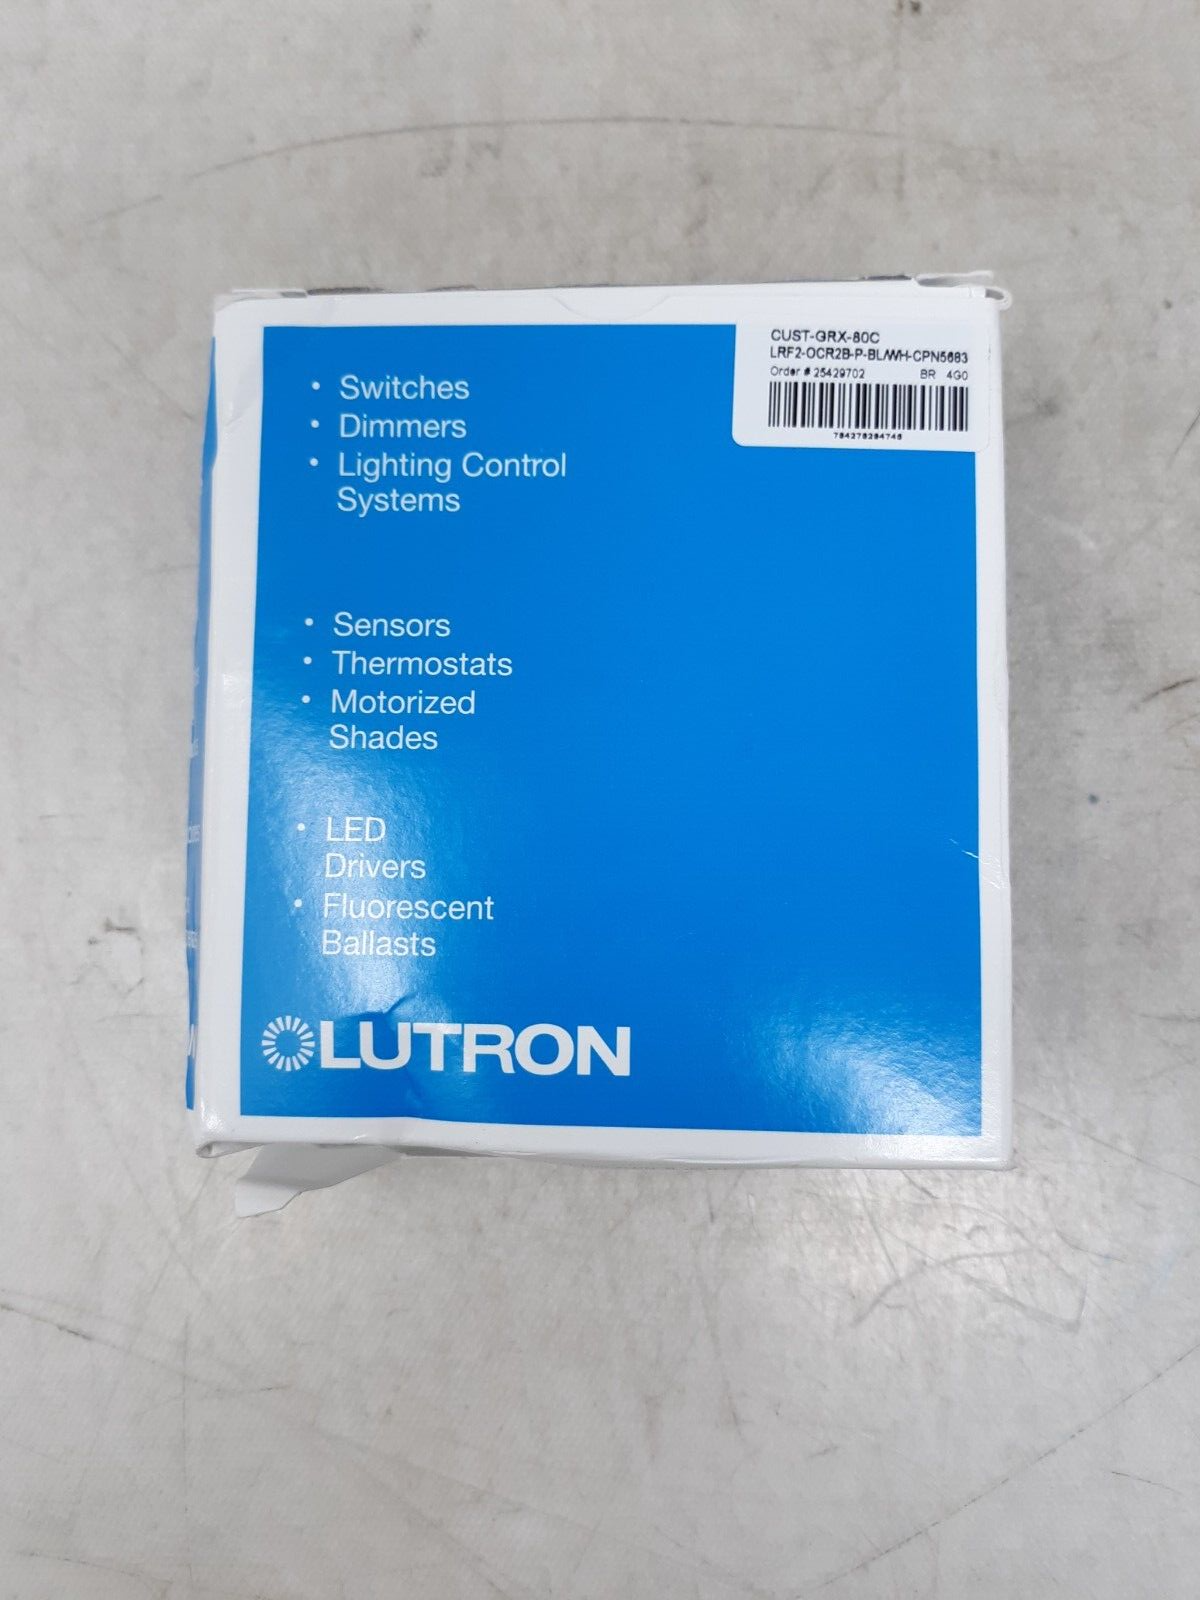 CUST-GRX-80C
LRF2-OCR2B-P-BL/WH-CPN5683
Order # 25429702 BR 4G0
• Switches
• Dimmers
• Lighting Control
Systems
• Sensors
• Thermostats
• Motorized
Shades
• LED
Drivers
• Fluorescent
Ballasts
LUTRON